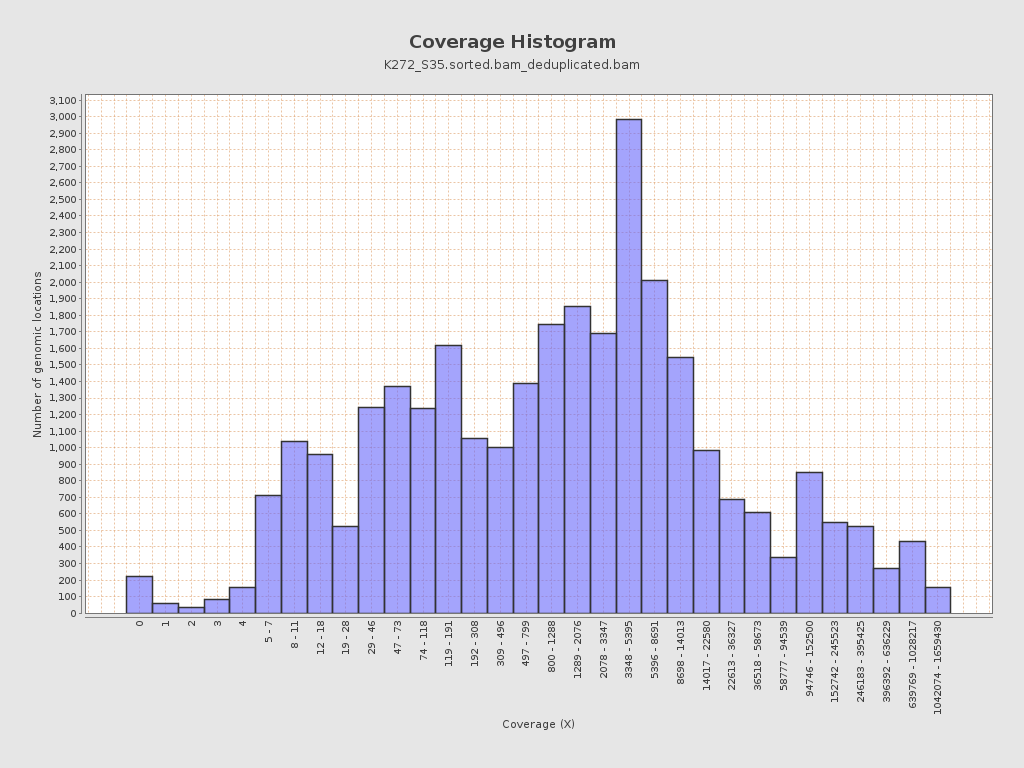 Coverage Histogram
K272_S35.sorted.bam_deduplicated.bam
Number of genomic locations
3,100
3,000
2,900
2,800
2,700
2,600
2,500
2,400
2,300
2,200
2,100
2,000
1,900
1,800
1,700
1,600
1,500
1,400
1,300
1,200
1,100
1,000
900
800
700
600
500
400
300
200
100
0
0
1
2
3
4
5 - 7
8 - 11
12 - 18
19 - 28
29 - 46
47 - 73
74 - 118
119 - 191
192 - 308
309 - 496
497 - 799
800 - 1288
1289 - 2076
2078 - 3347
3348 - 5395
5396 - 8691
8698 - 14013
14017 - 22580
22613 - 36327
36518 - 58673
58777 - 94539
94746 - 152500
152742 - 245523
246183 - 395425
396392 - 636229
639769 - 1028217
1042074 - 1659430
Coverage (X)